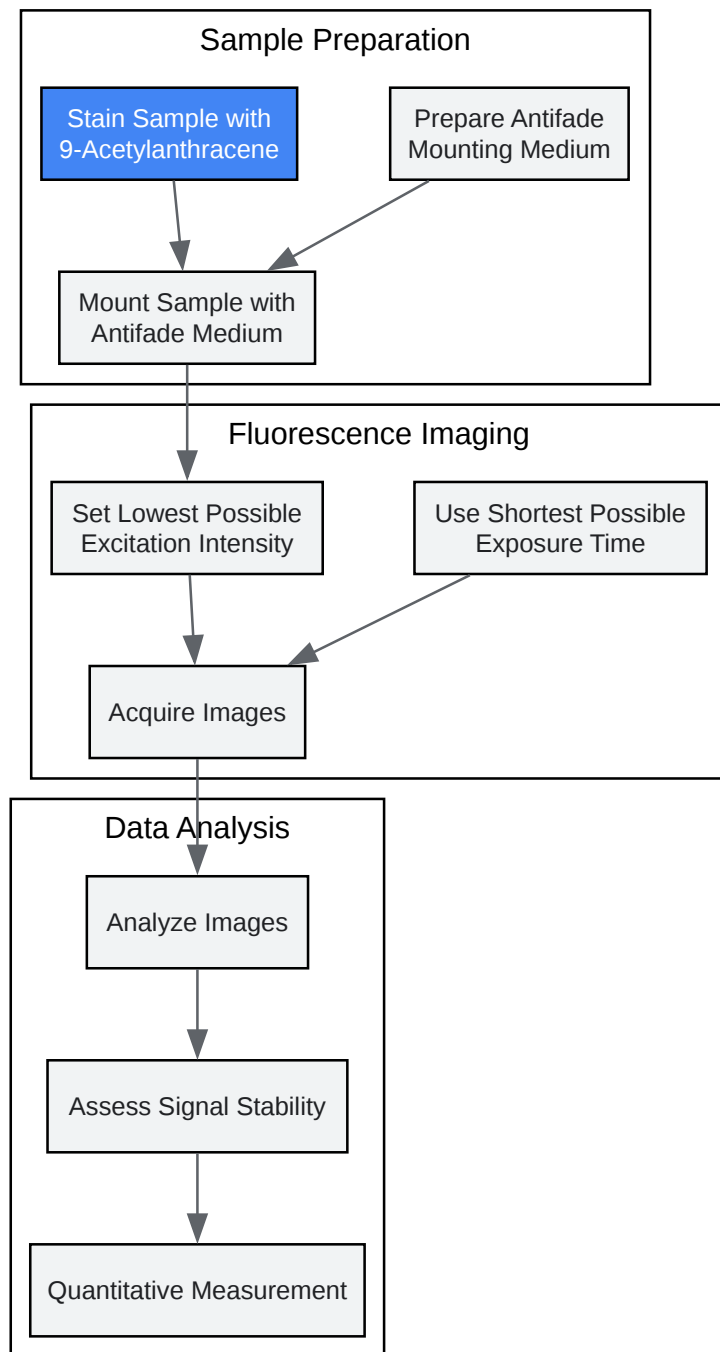 Sample Preparation
Stain Sample with
9-Acetylanthracene
Prepare Antifade
Mounting Medium
Mount Sample with
Antifade Medium
Fluorescence Imaging
Set Lowest Possible
Excitation Intensity
Use Shortest Possible
Exposure Time
Acquire Images
Data Analysis
Analyze Images
Assess Signal Stability
Quantitative Measurement